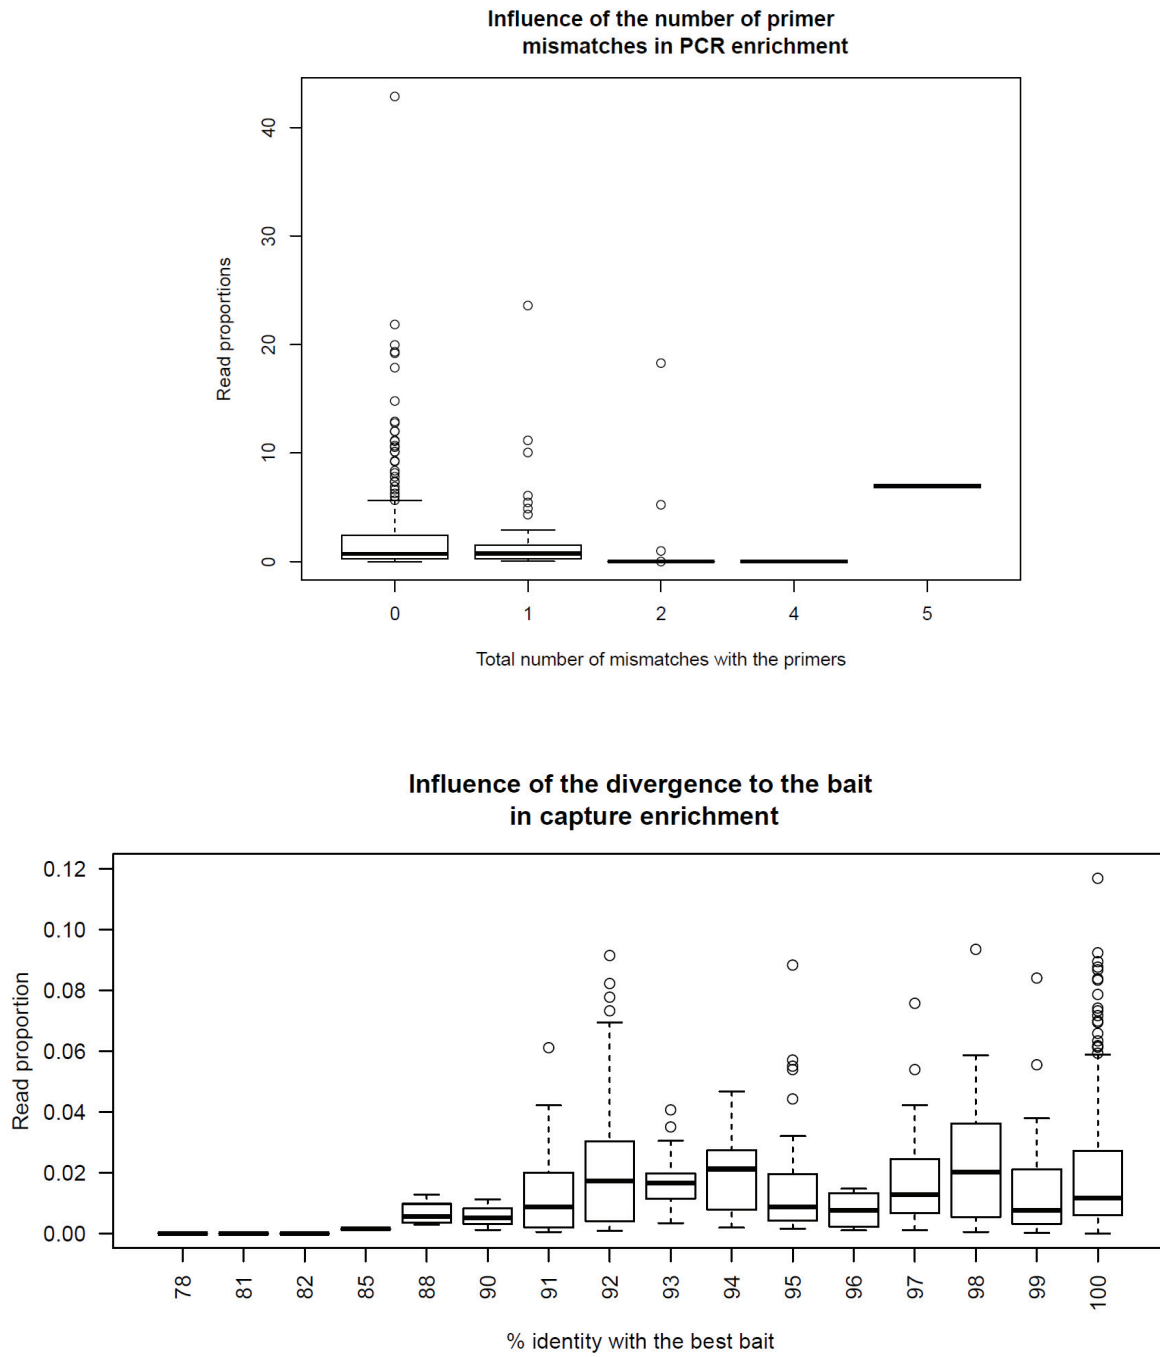 Influence of the number of primer
mismatches in PCR enrichment
Read proportions
40
30
20
10
0
0 1 2 4 5
Total number of mismatches with the primers
Influence of the divergence to the bait
in capture enrichment
Read proportion
0.12
0.10
0.08
0.06
0.04
0.02
0.00
78 81 82 85 88 90 91 92 93 94 95 96 97 98 99 100
% identity with the best bait